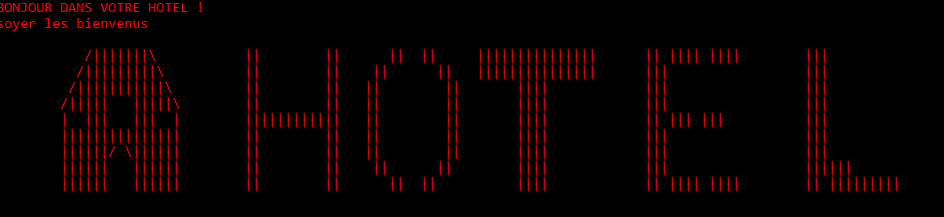 BONJOUR DANS VOTRE HOTEL !
soyer les bienvenus
HOTEL